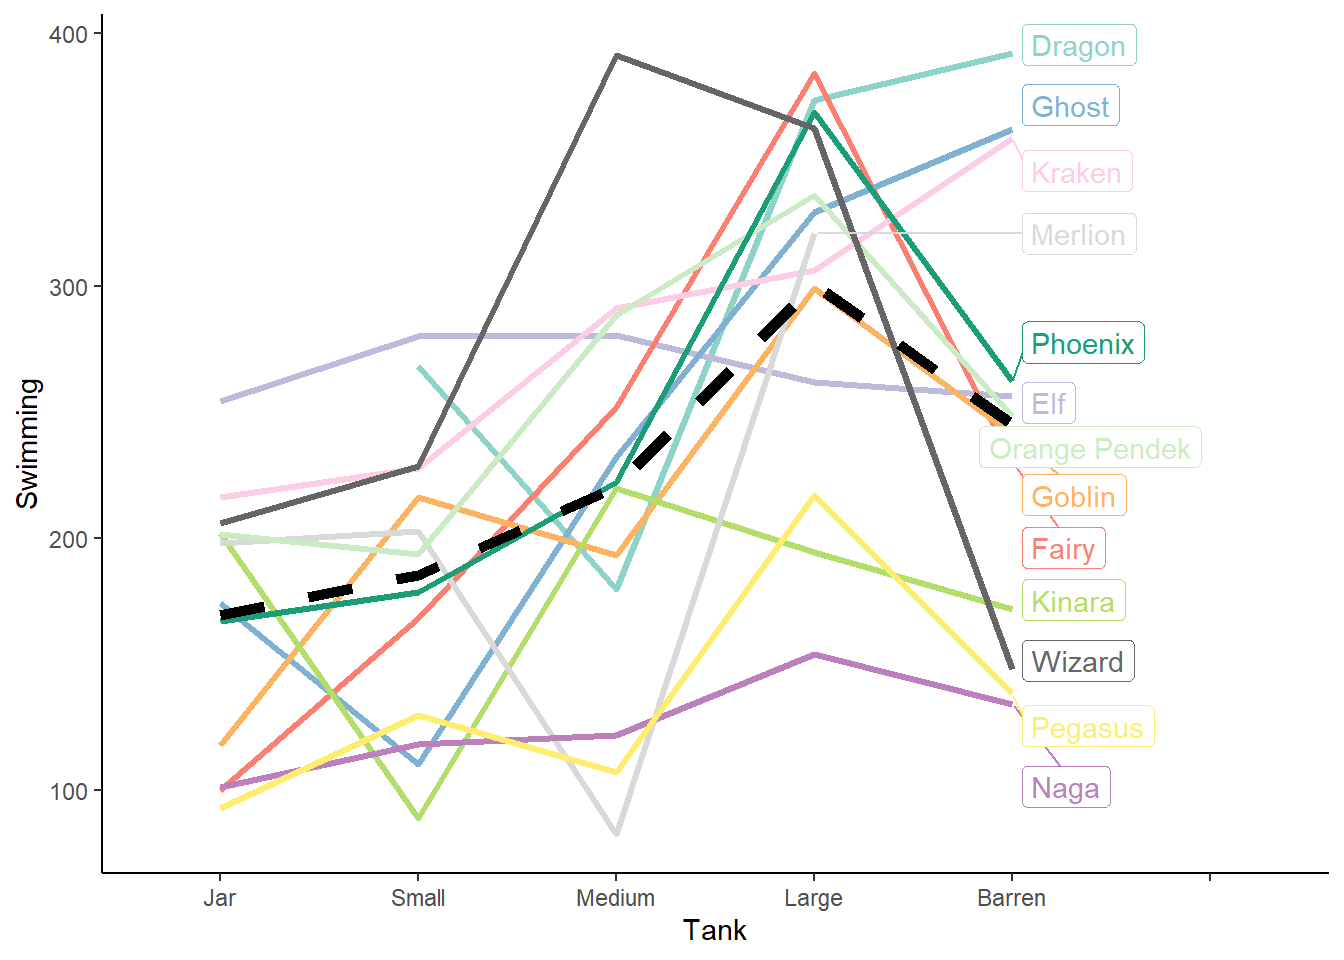 400
300
200
100
Swimming
Dragon
Ghost
Kraken
Merlion
Phoenix
Elf
Orange Pendek
Goblin
Fairy
Kinara
Wizard
Pegasus
Naga
Jar Small Medium Large Barren
Tank